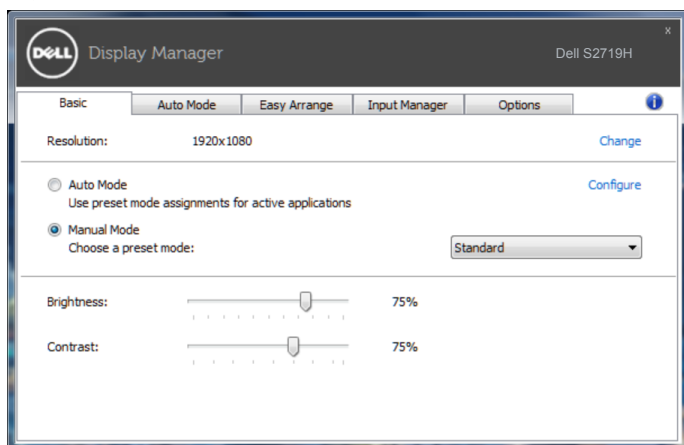 DELL Display Manager
Dell S2719H
x
Basic Auto Mode Easy Arrange Input Manager Options i
Resolution: 1920x1080 Change
Auto Mode Configure
Use preset mode assignments for active applications
Manual Mode
Choose a preset mode: Standard
Brightness: 75%
Contrast: 75%